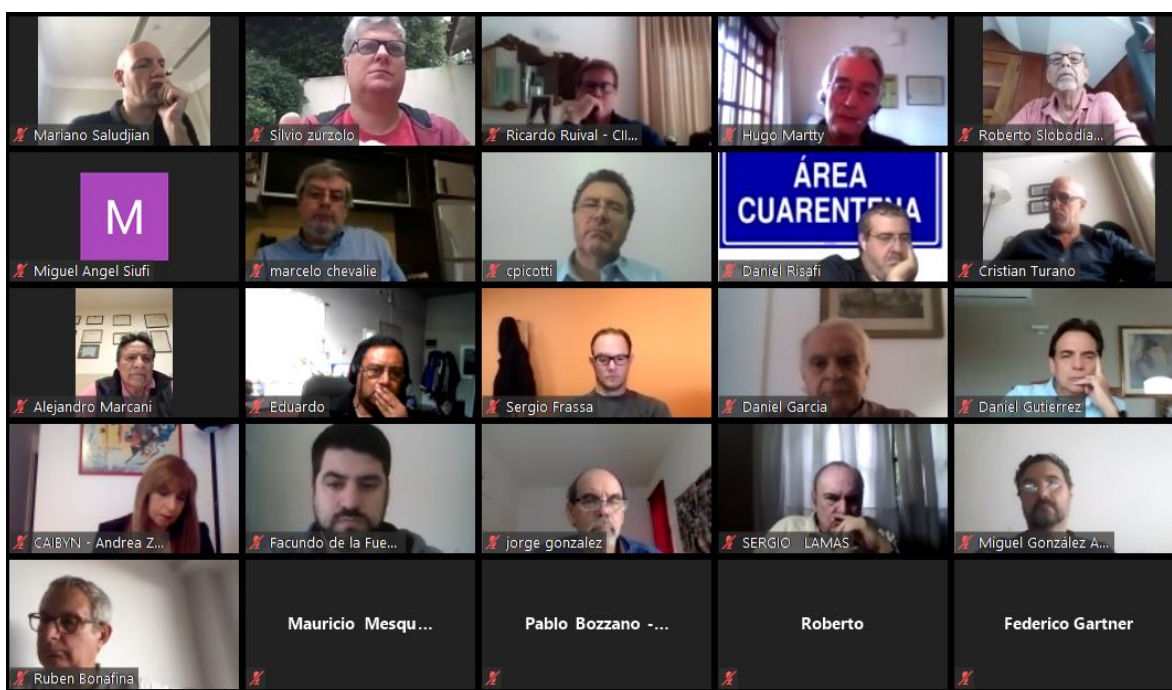 Mariano Saludjian
Silvio zurzolo
Ricardo Ruival - CII...
Hugo Martty
Roberto Slobodia...
M
Miguel Angel Siufi
marcelo chevalie
cpicotti
ÁREA
CUARENTENA
Daniel Risafi
Cristian Turano
Alejandro Marcani
Eduardo
Sergio Frassa
Daniel Garcia
Daniel Gutierrez
CAIBYN - Andrea Z...
Facundo de la Fue...
jorge gonzalez
SERGIO LAMAS
Miguel González A...
Ruben Bonafina
Mauricio Mesqu...
Pablo Bozzano -...
Roberto
Federico Gartner